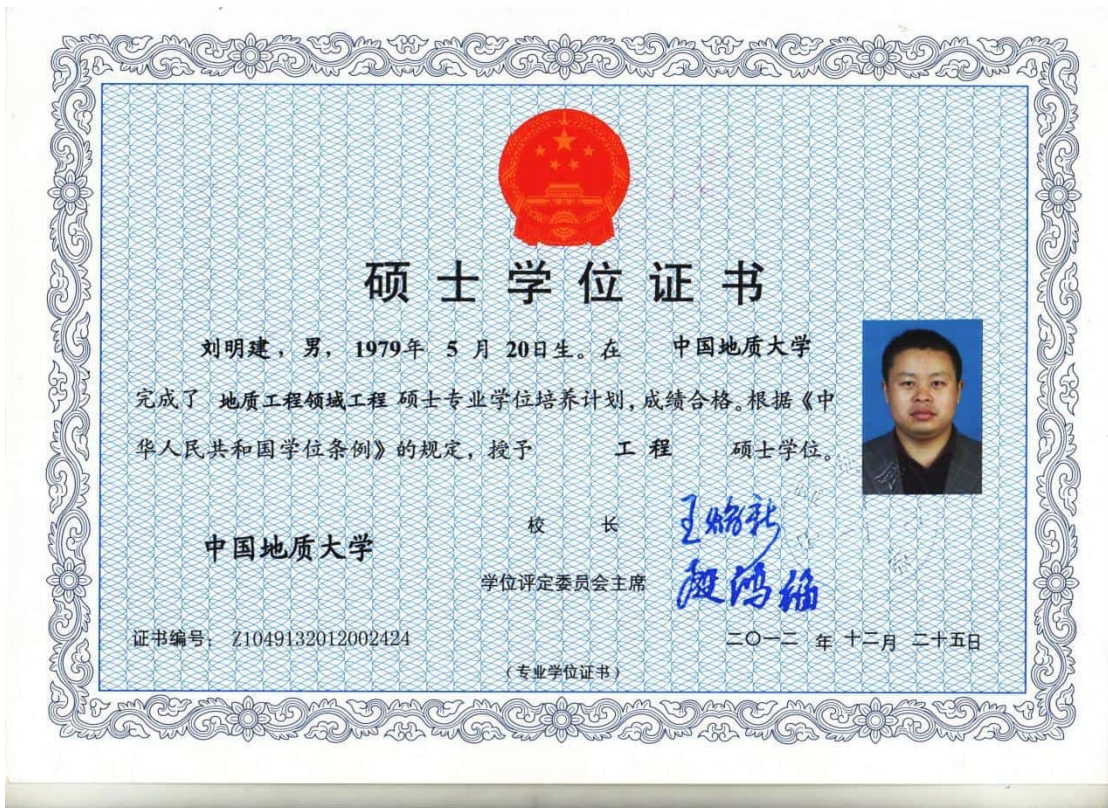 硕士学位证书
刘明建，男，1979年 5 月 20日生。在 中国地质大学
完成了 地质工程领域工程 硕士专业学位培养计划，成绩合格。根据《中
华人民共和国学位条例》的规定，授予 工程 硕士学位。
校 长 王焰新
中国地质大学
学位评定委员会主席 殷鸿福
证书编号： Z1049132012002424
二〇一二 年 十二月 二十五日
（专业学位证书）